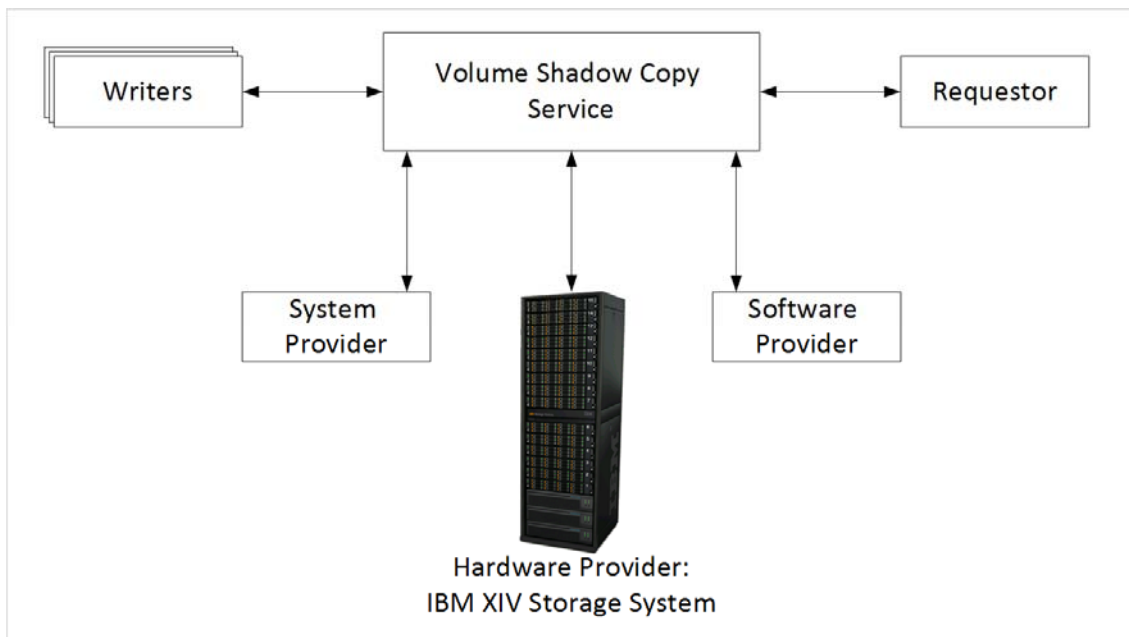 Writers
Volume Shadow Copy
Service
Requestor
System
Provider
Software
Provider
Hardware Provider:
IBM XIV Storage System